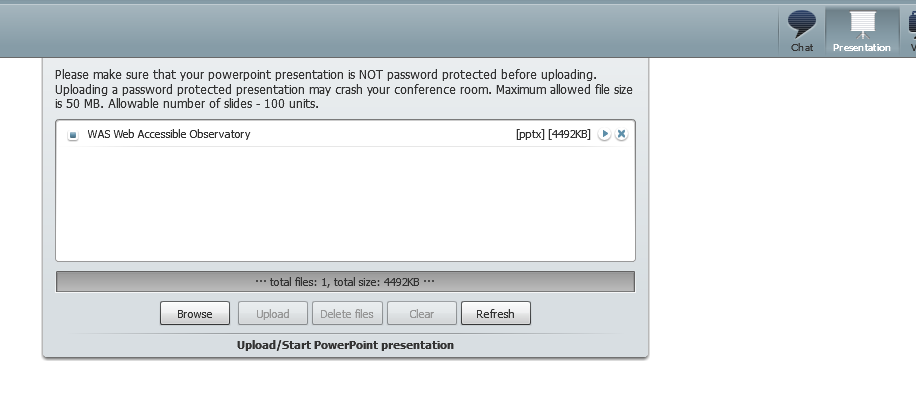 Chat
Presentation
Please make sure that your powerpoint presentation is NOT password protected before uploading.
Uploading a password protected presentation may crash your conference room. Maximum allowed file size
is 50 MB. Allowable number of slides - 100 units.
WAS Web Accessible Observatory [pptx] [4492KB]
··· total files: 1, total size: 4492KB ···
Browse Upload Delete files Clear Refresh
Upload/Start PowerPoint presentation